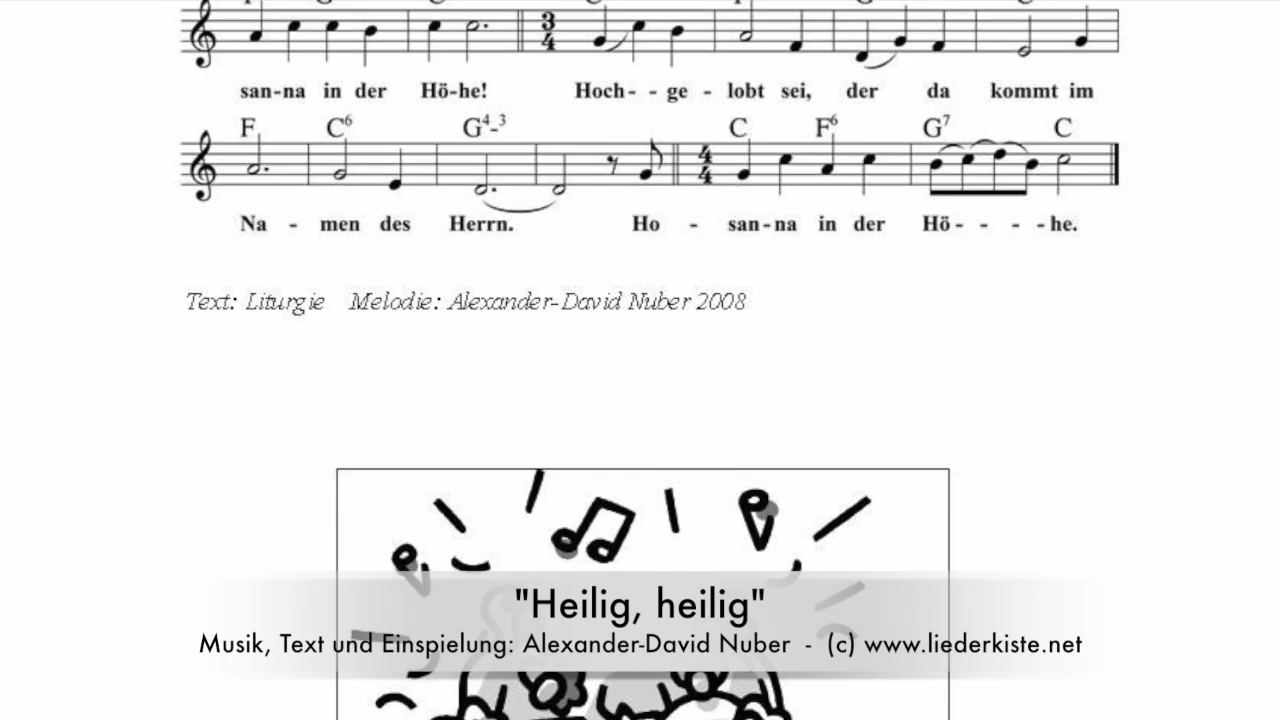 san-na in der Hö-he! Hoch- - ge - lobt sei, der da kommt im
F C6 G4-3 C F6 G7 C
Na - men des Herrn. Ho - san-na in der Hö - - - -he.
Text: Liturgie Melodie: Alexander-David Nuber 2008
"Heilig, heilig"
Musik, Text und Einspielung: Alexander-David Nuber - (c) www.liederkiste.net